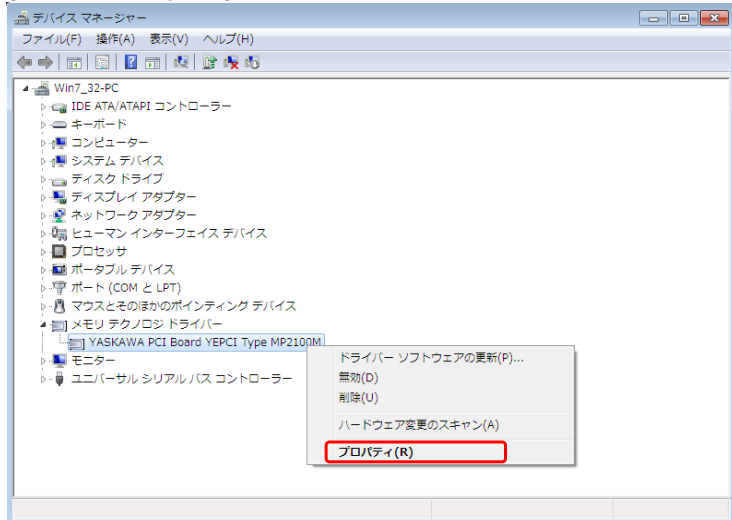 デバイス マネージャー
ファイル(F) 操作(A) 表示(V) ヘルプ(H)
Win7_32-PC
IDE ATA/ATAPI コントローラー
キーボード
コンピューター
システム デバイス
ディスク ドライブ
ディスプレイ アダプター
ネットワーク アダプター
ヒューマン インターフェイス デバイス
プロセッサ
ポータブル デバイス
ポート (COM と LPT)
マウスとそのほかのポインティング デバイス
メモリ テクノロジ ドライバー
YASKAWA PCI Board YEPCI Type MP2100M
モニター
ユニバーサル シリアル バス コントローラー
ドライバー ソフトウェアの更新(P)...
無効(D)
削除(U)
ハードウェア変更のスキャン(A)
プロパティ(R)